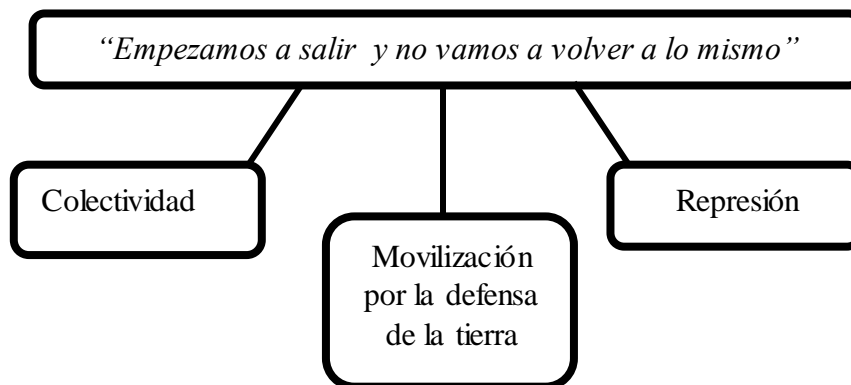 “Empezamos a salir y no vamos a volver a lo mismo”
Colectividad
Movilización
por la defensa
de la tierra
Represión